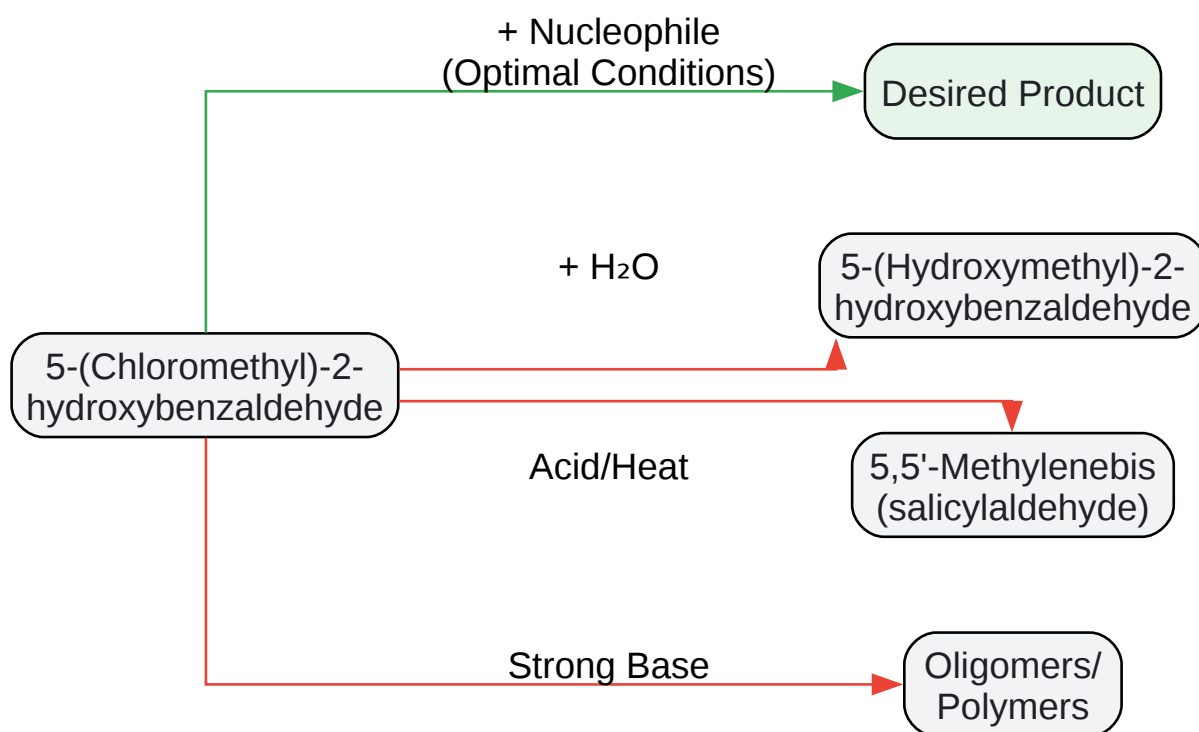 + Nucleophile
(Optimal Conditions)
Desired Product
+ H₂O
5-(Hydroxymethyl)-2-
hydroxybenzaldehyde
5-(Chloromethyl)-2-
hydroxybenzaldehyde
Acid/Heat
5,5'-Methylenebis
(salicylaldehyde)
Strong Base
Oligomers/
Polymers